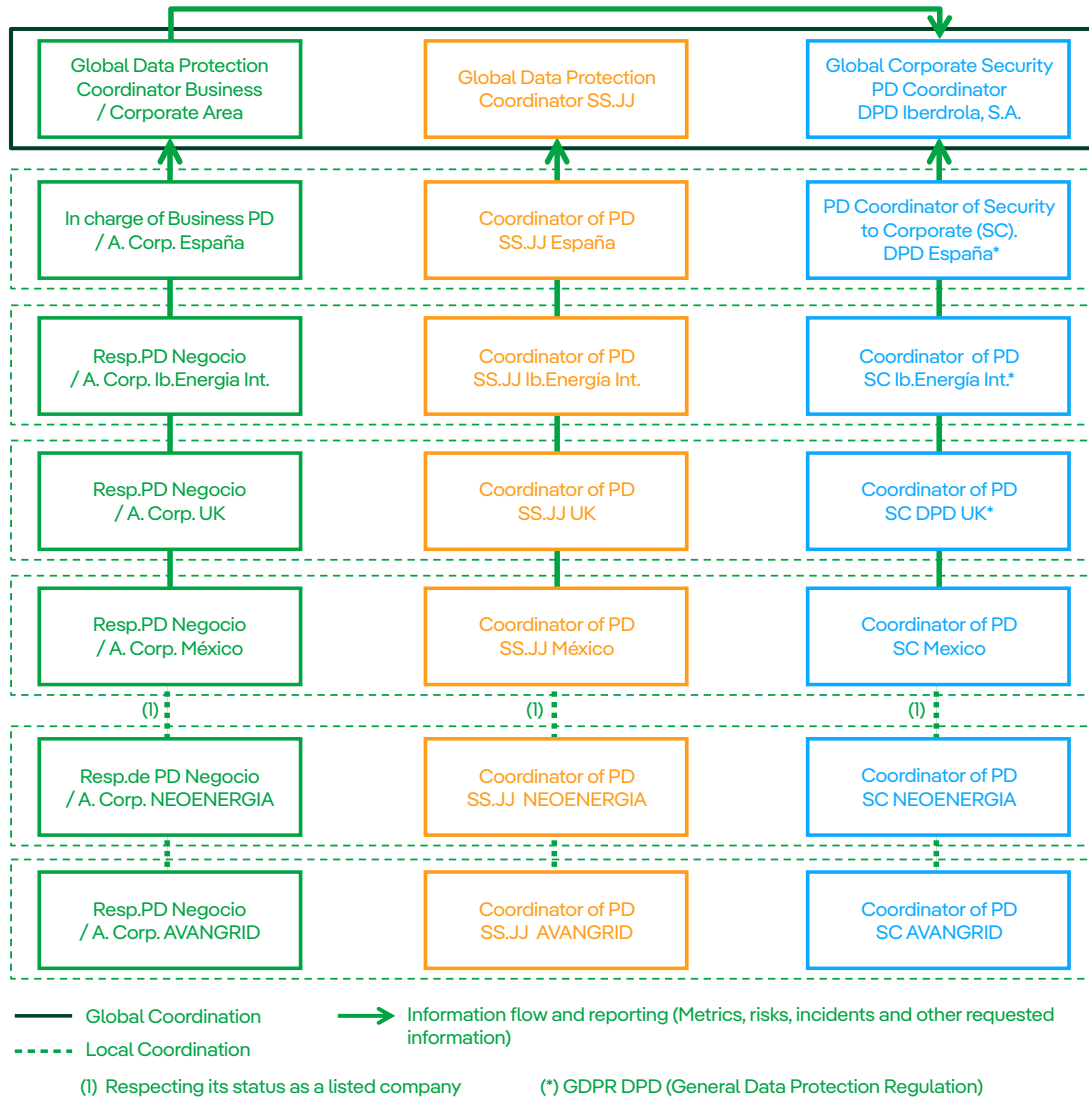 Global Data Protection
Coordinator Business
/ Corporate Area
Global Data Protection
Coordinator SS.JJ
Global Corporate Security
PD Coordinator
DPD Iberdrola, S.A.
In charge of Business PD
/ A. Corp. España
Coordinator of PD
SS.JJ España
PD Coordinator of Security
to Corporate (SC).
DPD España*
Resp.PD Negocio
/ A. Corp. Ib.Energia Int.
Coordinator of PD
SS.JJ Ib.Energía Int.
Coordinator of PD
SC Ib.Energía Int.*
Resp.PD Negocio
/ A. Corp. UK
Coordinator of PD
SS.JJ UK
Coordinator of PD
SC DPD UK*
Resp.PD Negocio
/ A. Corp. México
Coordinator of PD
SS.JJ México
Coordinator of PD
SC Mexico
(1)
(1)
(1)
Resp.de PD Negocio
/ A. Corp. NEOENERGIA
Coordinator of PD
SS.JJ NEOENERGIA
Coordinator of PD
SC NEOENERGIA
Resp.PD Negocio
/ A. Corp. AVANGRID
Coordinator of PD
SS.JJ AVANGRID
Coordinator of PD
SC AVANGRID
Global Coordination
Information flow and reporting (Metrics, risks, incidents and other requested
information)
Local Coordination
(1) Respecting its status as a listed company
(*) GDPR DPD (General Data Protection Regulation)